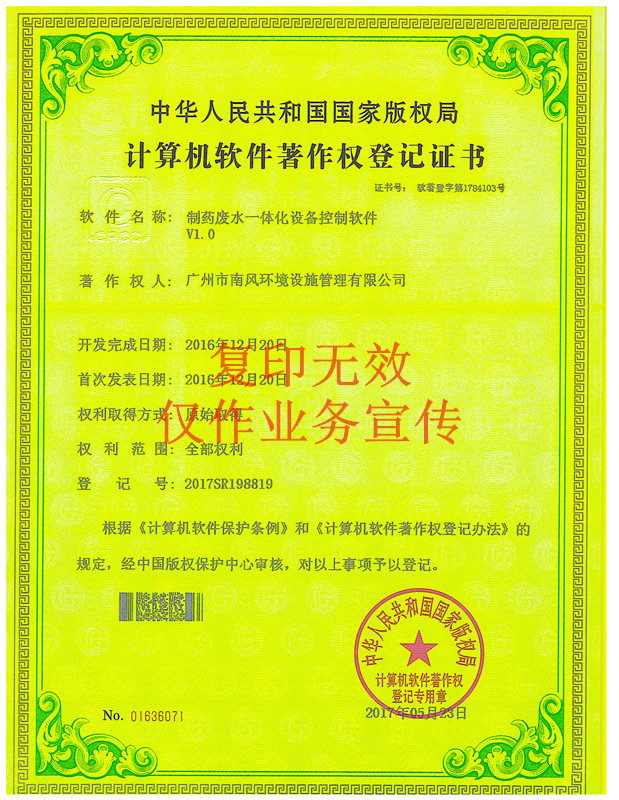 中华人民共和国国家版权局
计算机软件著作权登记证书
证书号： 软著登字第1784103号
软件名称： 制药废水一体化设备控制软件
V1.0
著作权人： 广州市南风环境设施管理有限公司
开发完成日期： 2016年12月20日
首次发表日期： 2016年12月20日
权利取得方式： 原始取得
权利范围： 全部权利
登记号： 2017SR198819
复印无效
仅作业务宣传
根据《计算机软件保护条例》和《计算机软件著作权登记办法》的
规定，经中国版权保护中心审核，对以上事项予以登记。
中华人民共和国国家版权局
计算机软件著作权
登记专用章
2017年05月23日
No. 01636071